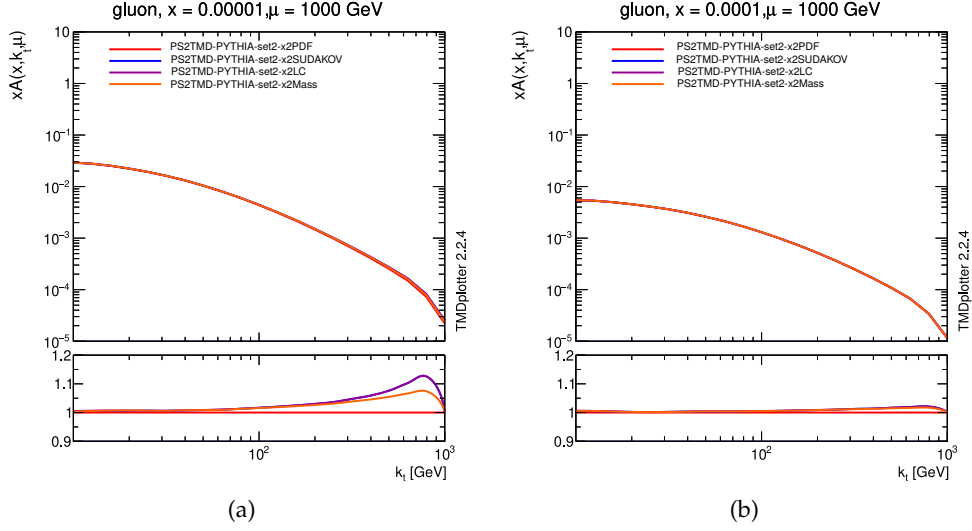 gluon, x = 0.00001,μ = 1000 GeV
xA(x,k_t,μ)
10
1
10^-1
10^-2
10^-3
10^-4
10^-5
PS2TMD-PYTHIA-set2-x2PDF
PS2TMD-PYTHIA-set2-x2SUDAKOV
PS2TMD-PYTHIA-set2-x2LC
PS2TMD-PYTHIA-set2-x2Mass
TMDplotter 2.2.4
1.2
1.1
1
0.9
10^2
10^3
k_t [GeV]
(a)
gluon, x = 0.0001,μ = 1000 GeV
xA(x,k_t,μ)
10
1
10^-1
10^-2
10^-3
10^-4
10^-5
PS2TMD-PYTHIA-set2-x2PDF
PS2TMD-PYTHIA-set2-x2SUDAKOV
PS2TMD-PYTHIA-set2-x2LC
PS2TMD-PYTHIA-set2-x2Mass
TMDplotter 2.2.4
1.2
1.1
1
0.9
10^2
10^3
k_t [GeV]
(b)